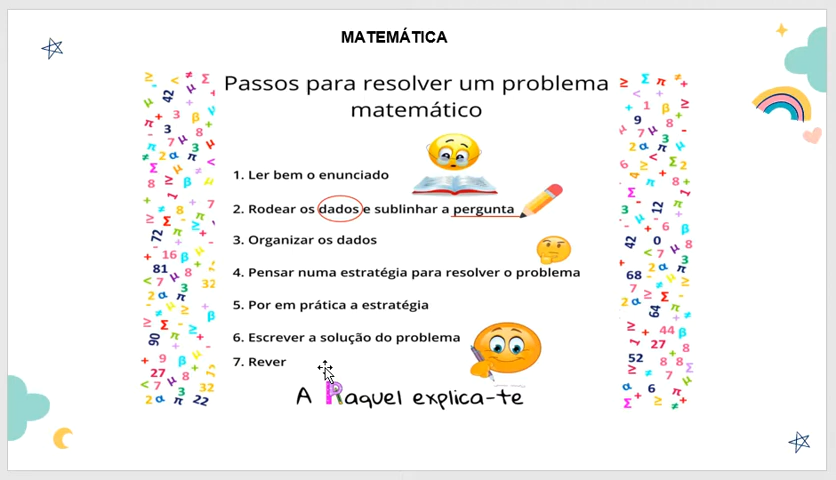 MATEMÁTICA
Passos para resolver um problema
matemático
1. Ler bem o enunciado
2. Rodear os dados e sublinhar a pergunta
3. Organizar os dados
4. Pensar numa estratégia para resolver o problema
5. Por em prática a estratégia
6. Escrever a solução do problema
7. Rever
A Raquel explica-te